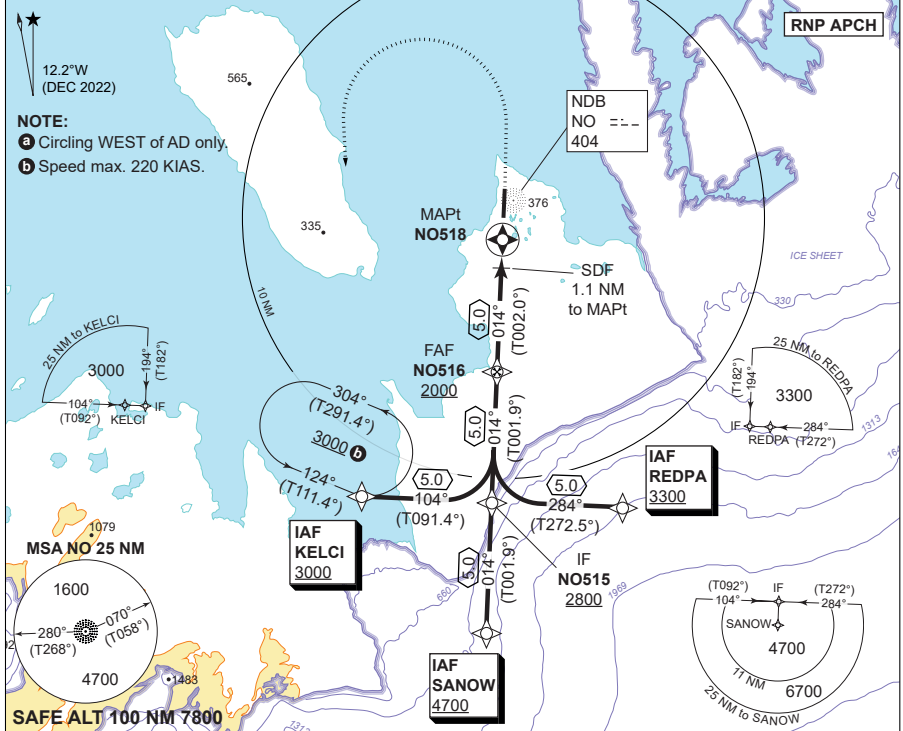 RNP APCH
12.2°W
(DEC 2022)
NOTE:
a Circling WEST of AD only.
b Speed max. 220 KIAS.
565
335
NDB
NO
404
376
MAPt
NO518
SDF
1.1 NM
to MAPt
ICE SHEET
330
10 NM
5.0
014°
(T002.0°)
FAF
NO516
2000
25 NM to KELCI
3000
194°
(T182°)
104°
(T092°)
KELCI
IF
25 NM to REDPA
3300
(T182°)
194°
IF
REDPA
284°
(T272°)
1313
164
304°
(T291.4°)
3000 b
124°
(T111.4°)
5.0
014°
(T001.9°)
5.0
104°
(T091.4°)
5.0
284°
(T272.5°)
IAF
REDPA
3300
IAF
KELCI
3000
IF
NO515
2800
5.0
014°
(T001.9°)
660
1969
1079
MSA NO 25 NM
1600
070°
(T058°)
280°
(T268°)
4700
02
1483
SAFE ALT 100 NM 7800
1312
IAF
SANOW
4700
(T092°)
104°
IF
(T272°)
284°
SANOW
4700
11 NM
6700
25 NM to SANOW